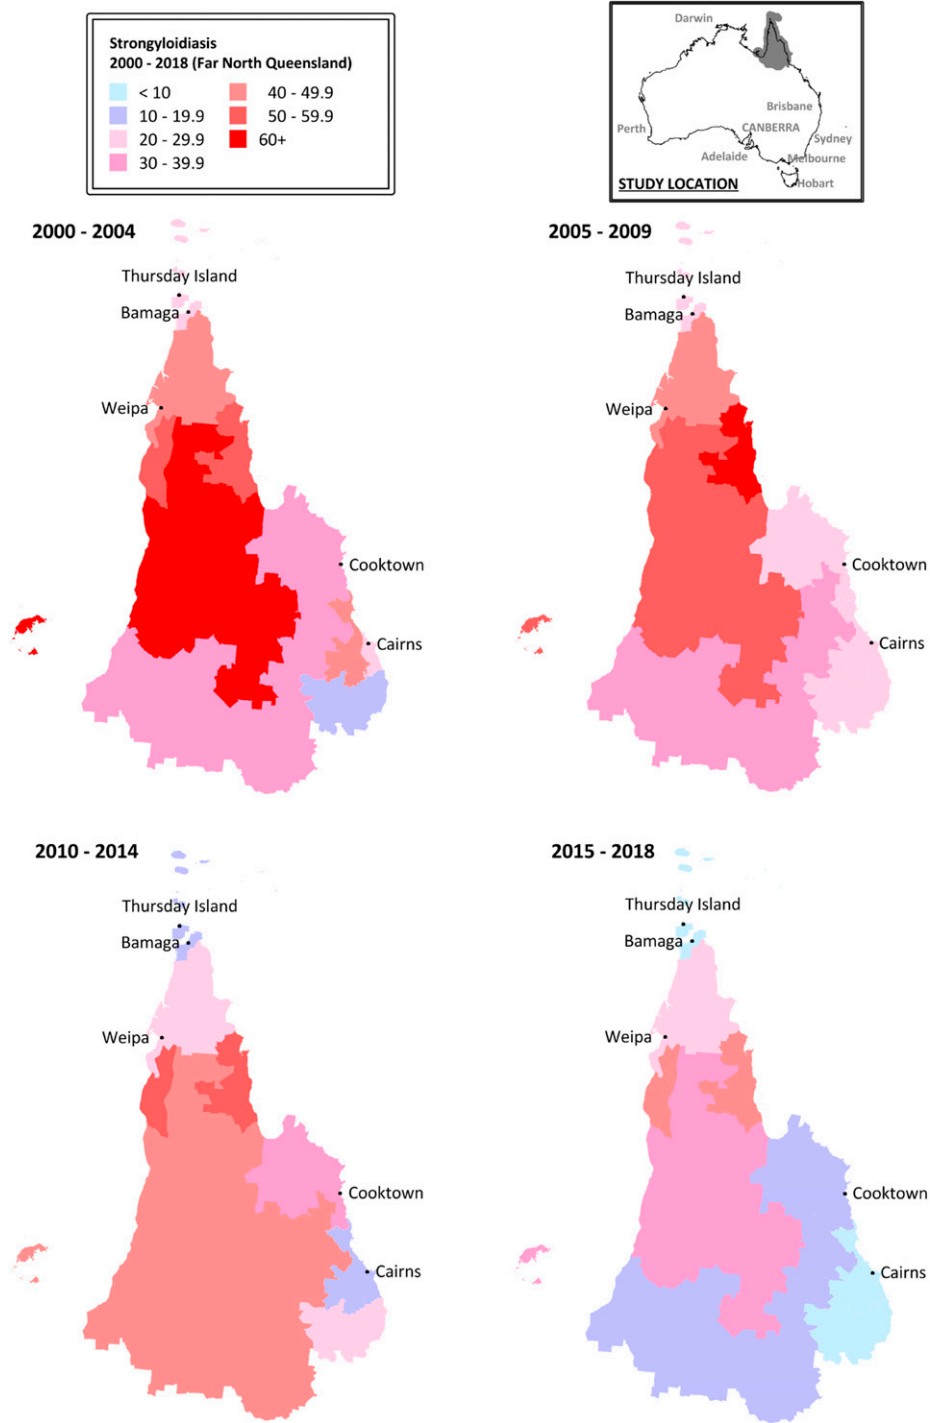 Strongyloidiasis
2000 - 2018 (Far North Queensland)
< 10
10 - 19.9
20 - 29.9
30 - 39.9
40 - 49.9
50 - 59.9
60+
Darwin
Brisbane
Perth
CANBERRA
Sydney
Adelaide
Melbourne
STUDY LOCATION
Hobart
2000 - 2004
Thursday Island
Bamaga
Weipa
Cooktown
Cairns
2005 - 2009
Thursday Island
Bamaga
Weipa
Cooktown
Cairns
2010 - 2014
Thursday Island
Bamaga
Weipa
Cooktown
Cairns
2015 - 2018
Thursday Island
Bamaga
Weipa
Cooktown
Cairns